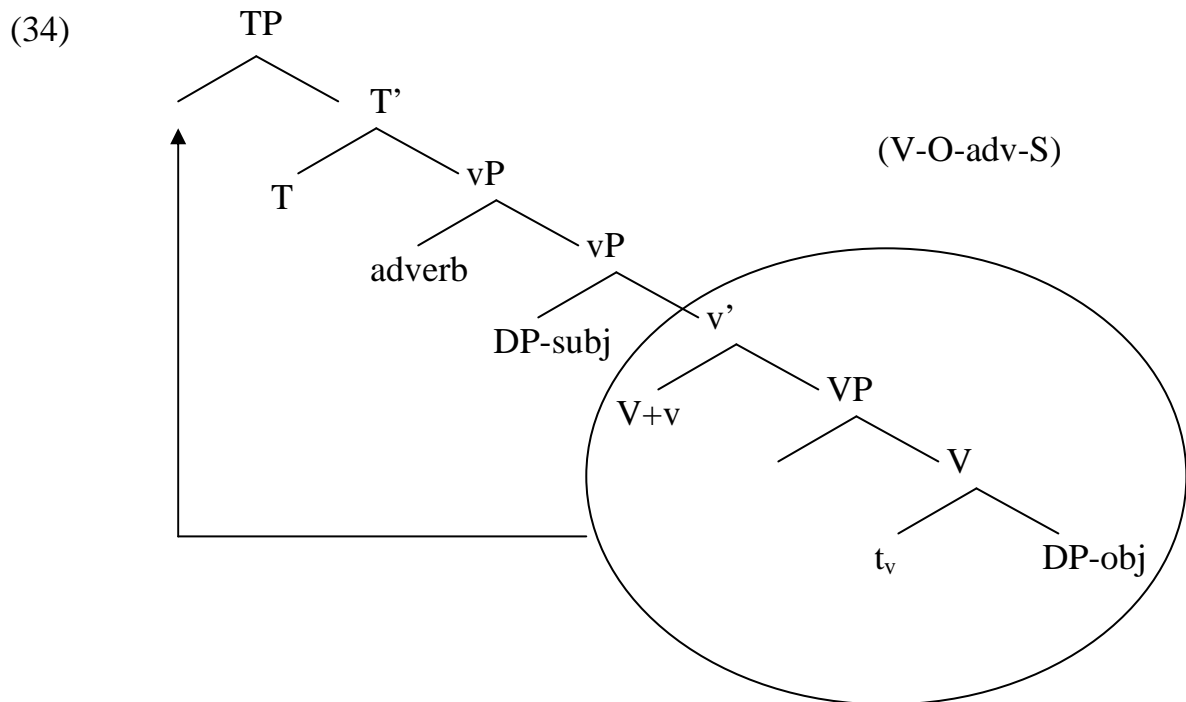 (34)
TP
T’
(V-O-adv-S)
T
vP
adverb
vP
DP-subj
v’
V+v
VP
V
tv
DP-obj